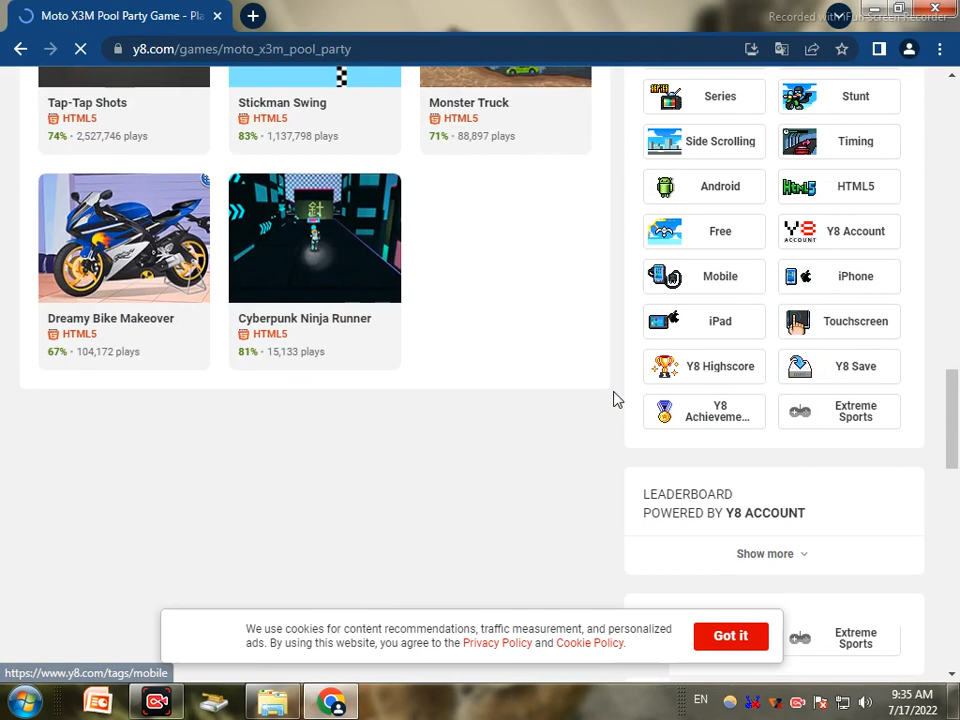 Moto X3M Pool Party Game - Pla
Recorded with iFun Screen Recorder
y8.com/games/moto_x3m_pool_party
Tap-Tap Shots
HTML5
74% • 2,527,746 plays
Stickman Swing
HTML5
83% • 1,137,798 plays
Monster Truck
HTML5
71% • 88,897 plays
Dreamy Bike Makeover
HTML5
67% • 104,172 plays
針
Cyberpunk Ninja Runner
HTML5
81% • 15,133 plays
Series
Stunt
Side Scrolling
Timing
Android
HTML5
HTML5
Free
Y8
ACCOUNT
Y8 Account
Mobile
iPhone
iPad
Touchscreen
Y8 Highscore
Y8 Save
Y8
Achieveme...
Extreme
Sports
LEADERBOARD
POWERED BY Y8 ACCOUNT
Show more
Extreme
Sports
We use cookies for content recommendations, traffic measurement, and personalized
ads. By using this website, you agree to the Privacy Policy and Cookie Policy.
Got it
https://www.y8.com/tags/mobile
EN
9:35 AM
7/17/2022